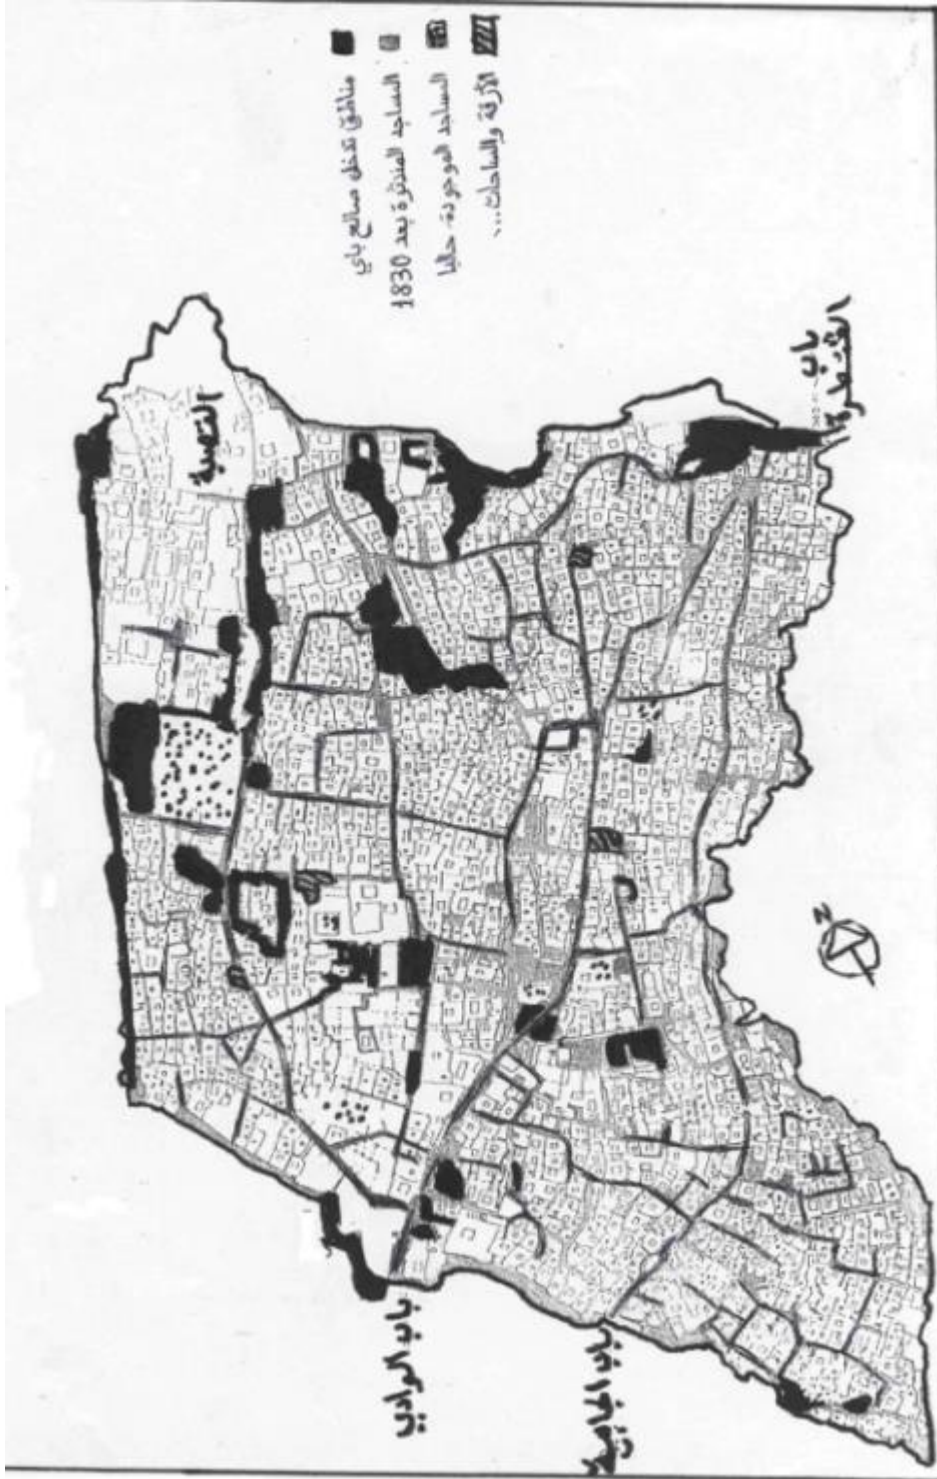 مناطق تدخل صالح باي
المساجد المندثرة بعد 1830
المساجد الموجودة حاليا
الأزقة والساحات...
القصبة
باب
القنطرة
N
باب الوادي
باب الجابية